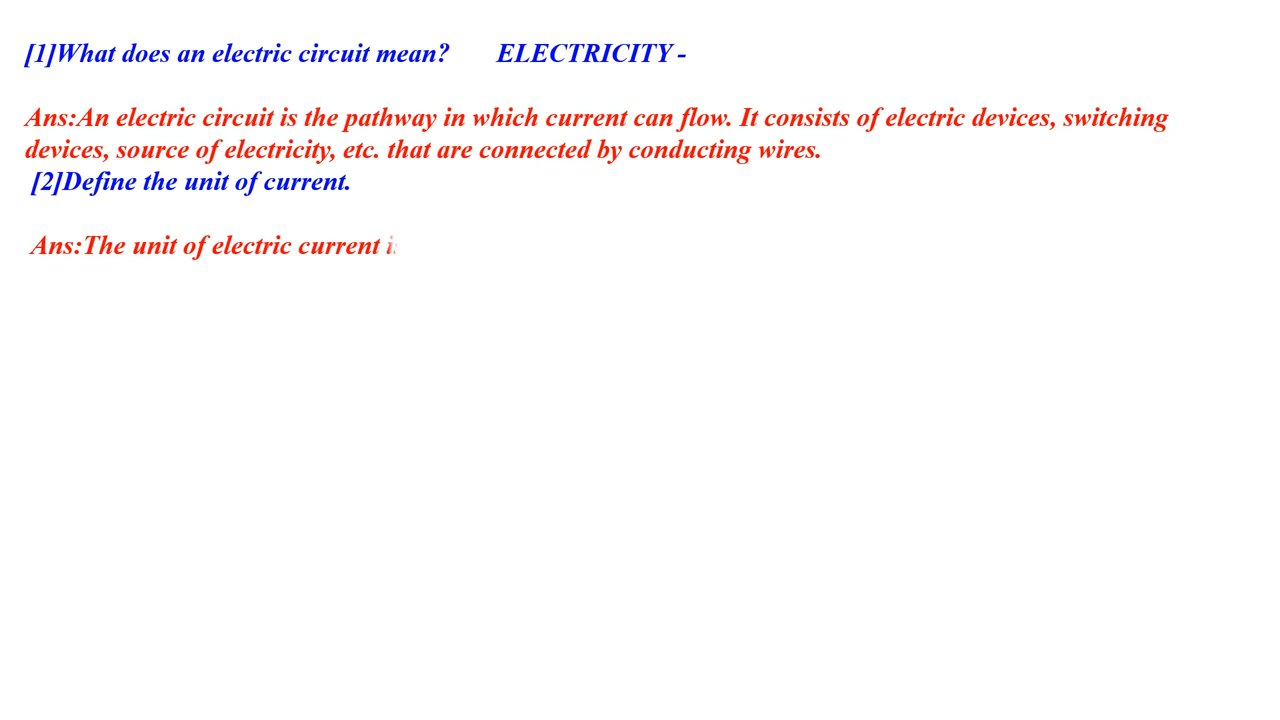 [1]What does an electric circuit mean? ELECTRICITY -
Ans:An electric circuit is the pathway in which current can flow. It consists of electric devices, switching
devices, source of electricity, etc. that are connected by conducting wires.
[2]Define the unit of current.
Ans:The unit of electric current